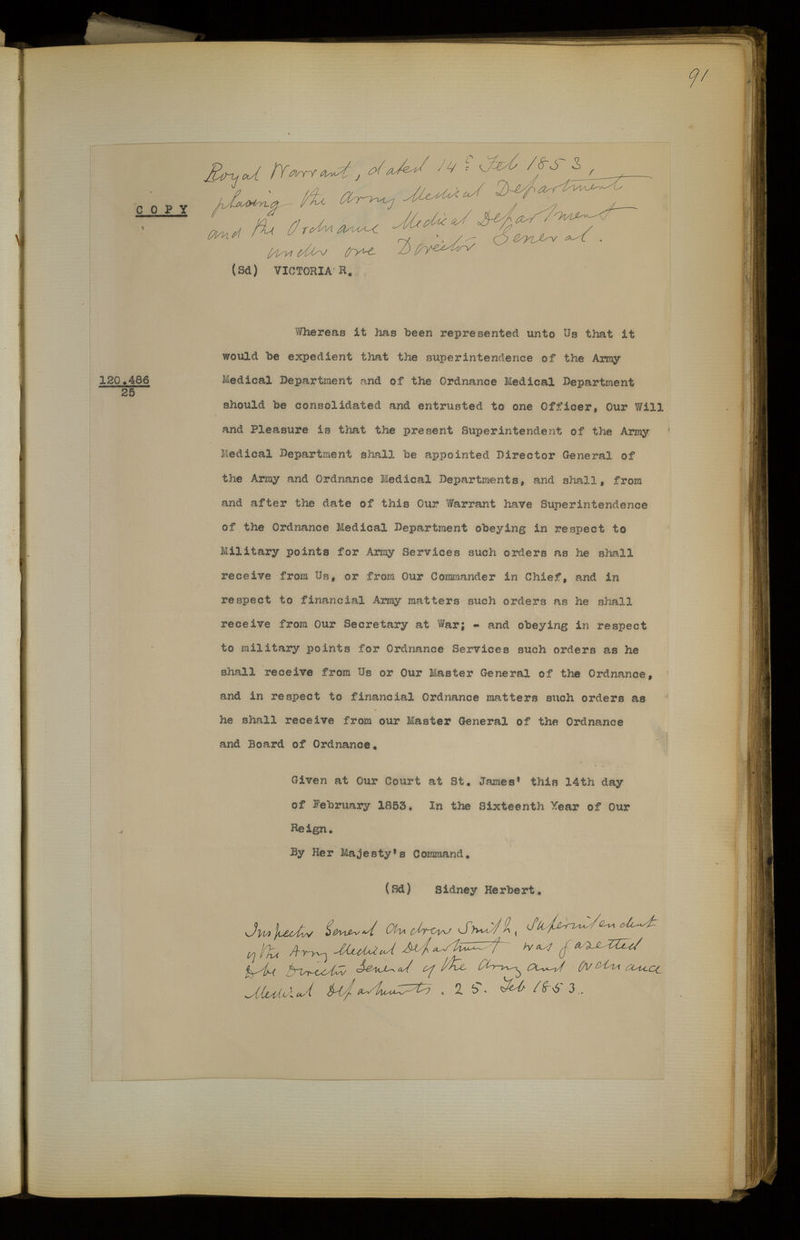 91
Royal Warrant, dated 14th Feb 1853,
placing the Army Medical Department
COPY
and the Ordnance Medical Department
under one Director General.
(Sd) VICTORIA R.
Whereas it has been represented unto Us that it
would be expedient that the superintendence of the Army
120.486
25
Medical Department and of the Ordnance Medical Department
should be consolidated and entrusted to one Officer, Our Will
and Pleasure is that the present Superintendent of the Army
Medical Department shall be appointed Director General of
the Army and Ordnance Medical Departments, and shall, from
and after the date of this Our Warrant have Superintendence
of the Ordnance Medical Department obeying in respect to
Military points for Army Services such orders as he shall
receive from Us, or from Our Commander in Chief, and in
respect to financial Army matters such orders as he shall
receive from Our Secretary at War; - and obeying in respect
to military points for Ordnance Services such orders as he
shall receive from Us or Our Master General of the Ordnance,
and in respect to financial Ordnance matters such orders as
he shall receive from our Master General of the Ordnance
and Board of Ordnance.
Given at Our Court at St. James' this 14th day
of February 1853. In the Sixteenth Year of Our
Reign.
By Her Majesty's Command.
(Sd) Sidney Herbert.
Inspector General Andrew Smith, Superintendent
of the Army Medical Department was gazetted
to be Director General of the Army and Ordnance
Medical Departments. 25. Feb 1853.